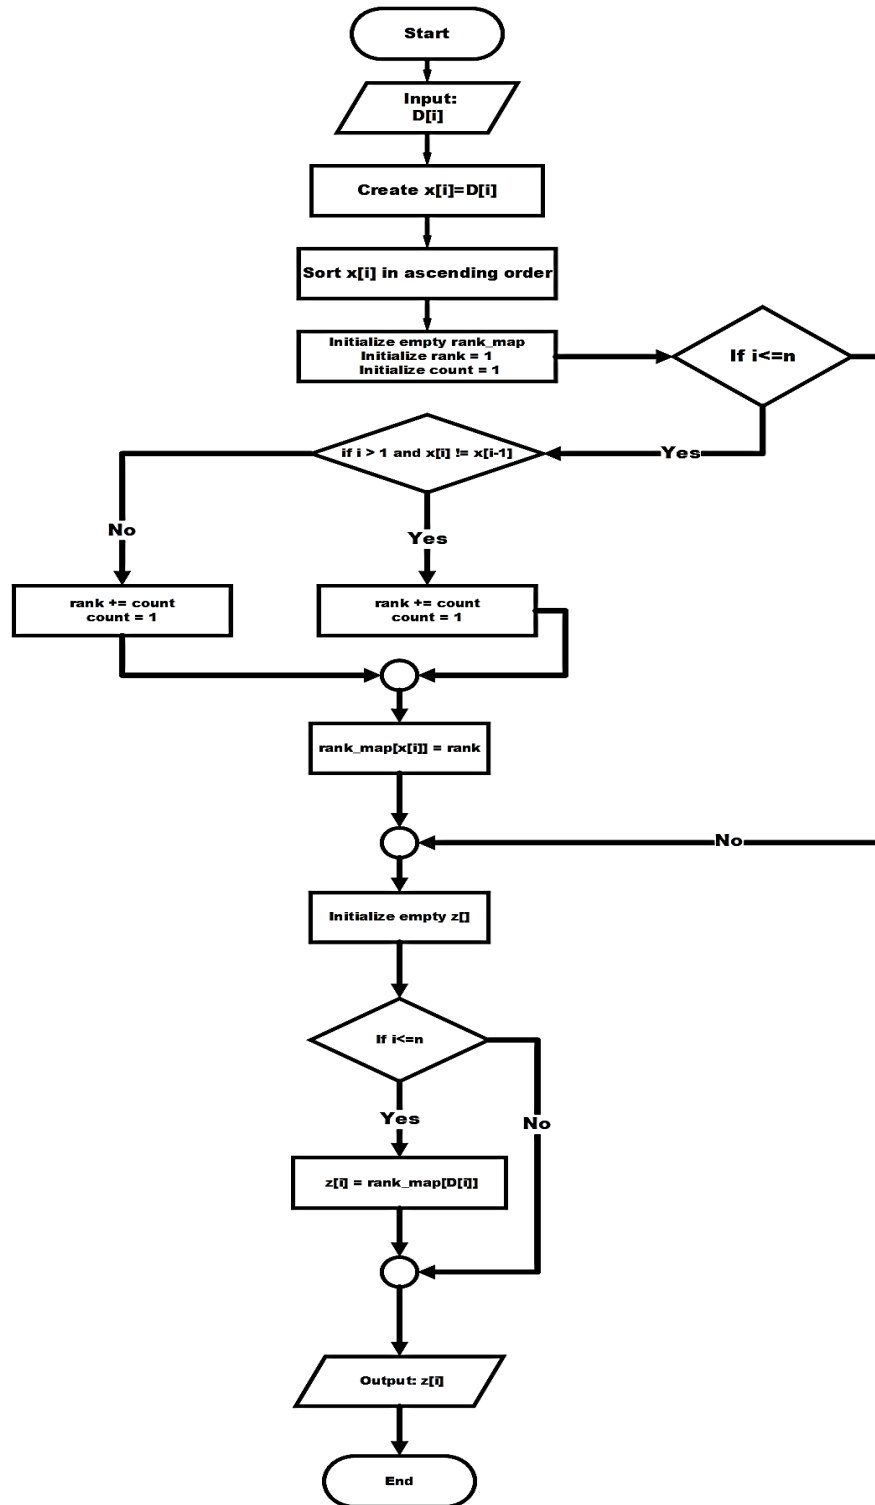 Start
Input:
D[i]
Create x[i]=D[i]
Sort x[i] in ascending order
Initialize empty rank_map
Initialize rank = 1
Initialize count = 1
If i<=n
Yes
if i > 1 and x[i] != x[i-1]
No
Yes
rank += count
count = 1
rank += count
count = 1
rank_map[x[i]] = rank
No
Initialize empty z[]
If i<=n
Yes
No
z[i] = rank_map[D[i]]
Output: z[i]
End